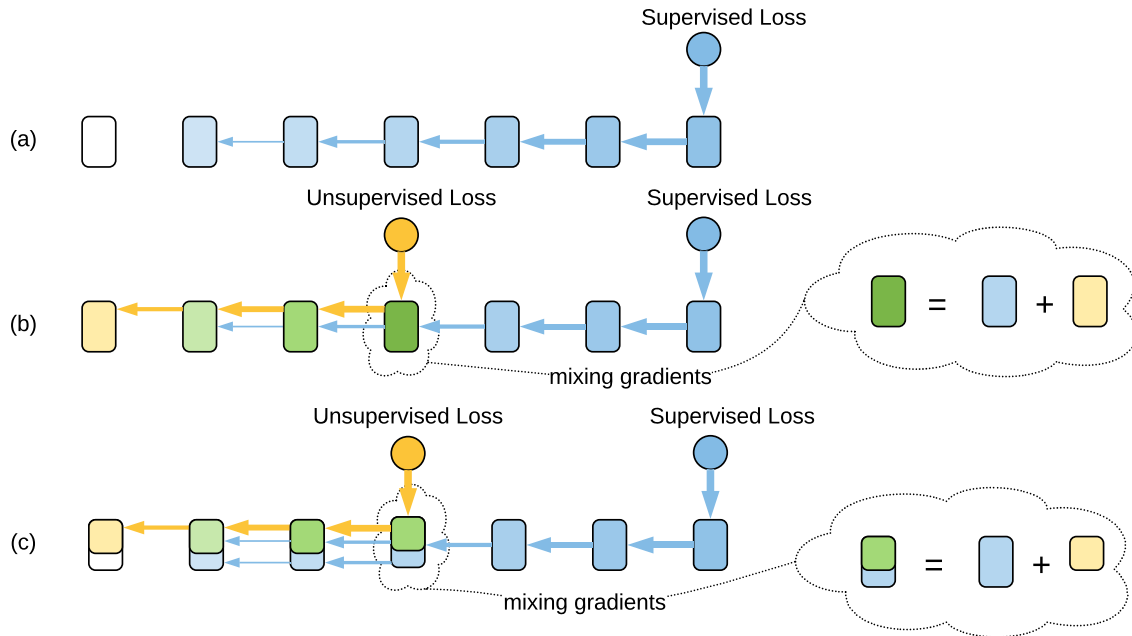 Supervised Loss
(a)
Unsupervised Loss
Supervised Loss
(b)
= +
mixing gradients
Unsupervised Loss
Supervised Loss
(c)
= +
mixing gradients